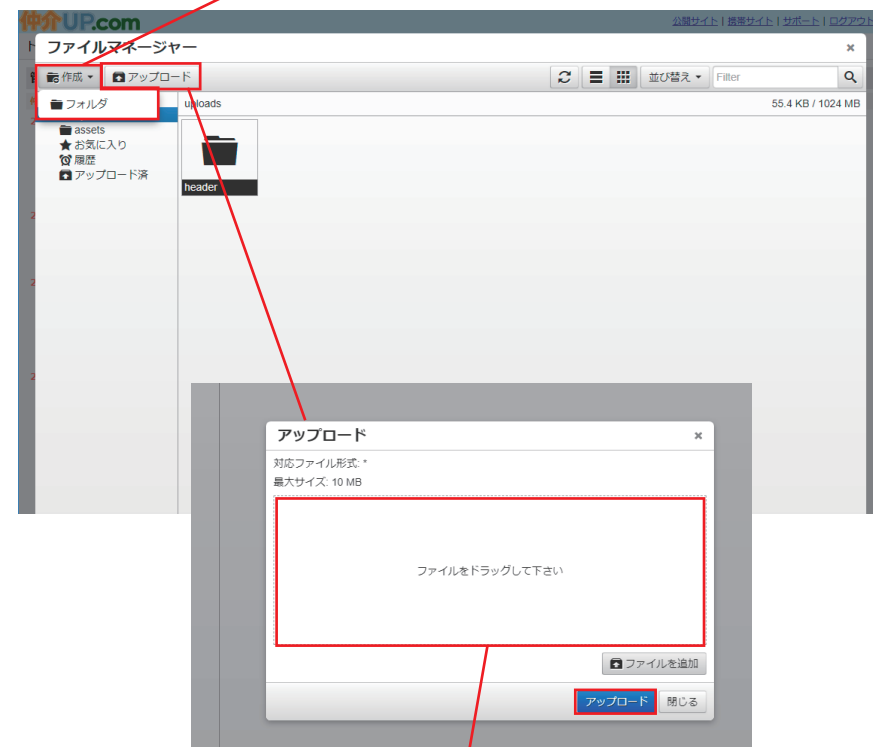 仲介UP.com
公開サイト | 携帯サイト | サポート | ログアウト
ファイルマネージャー ×
作成 アップロード 並び替え Filter
フォルダ
uploads 55.4 KB / 1024 MB
assets
お気に入り
履歴
アップロード済
header
アップロード ×
対応ファイル形式: *
最大サイズ: 10 MB
ファイルをドラッグして下さい
ファイルを追加
アップロード 閉じる